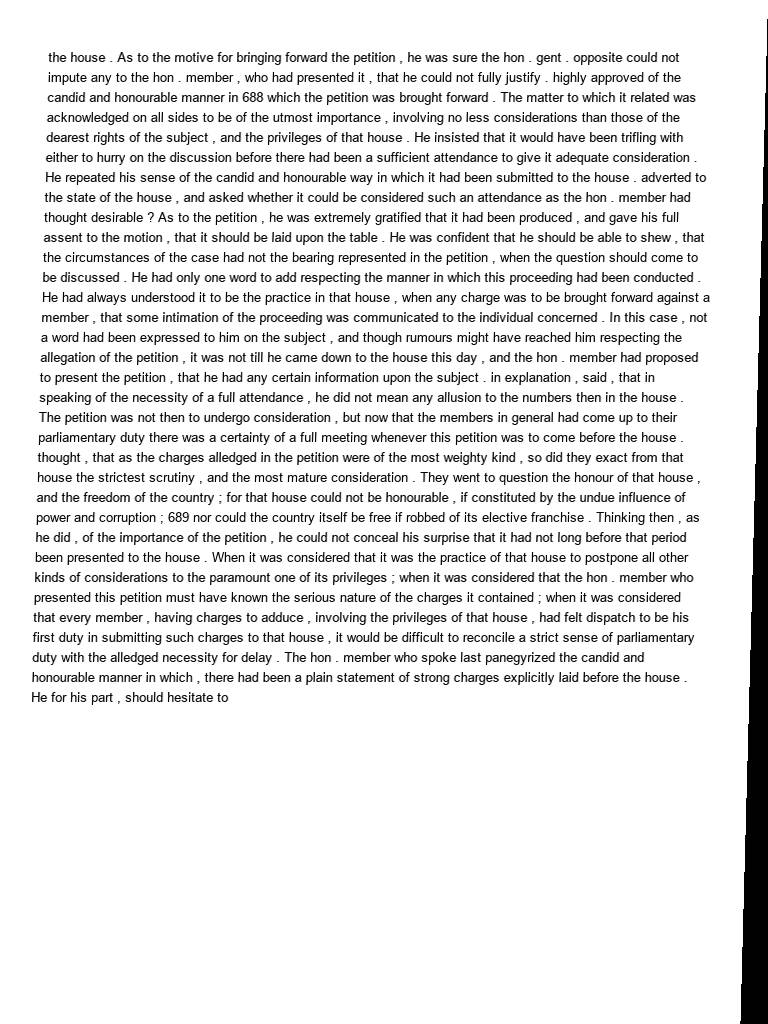 the house . As to the motive for bringing forward the petition , he was sure the hon . gent . opposite could not
impute any to the hon . member , who had presented it , that he could not fully justify . highly approved of the
candid and honourable manner in 688 which the petition was brought forward . The matter to which it related was
acknowledged on all sides to be of the utmost importance , involving no less considerations than those of the
dearest rights of the subject , and the privileges of that house . He insisted that it would have been trifling with
either to hurry on the discussion before there had been a sufficient attendance to give it adequate consideration .
He repeated his sense of the candid and honourable way in which it had been submitted to the house . adverted to
the state of the house , and asked whether it could be considered such an attendance as the hon . member had
thought desirable ? As to the petition , he was extremely gratified that it had been produced , and gave his full
assent to the motion , that it should be laid upon the table . He was confident that he should be able to shew , that
the circumstances of the case had not the bearing represented in the petition , when the question should come to
be discussed . He had only one word to add respecting the manner in which this proceeding had been conducted .
He had always understood it to be the practice in that house , when any charge was to be brought forward against a
member , that some intimation of the proceeding was communicated to the individual concerned . In this case , not
a word had been expressed to him on the subject , and though rumours might have reached him respecting the
allegation of the petition , it was not till he came down to the house this day , and the hon . member had proposed
to present the petition , that he had any certain information upon the subject . in explanation , said , that in
speaking of the necessity of a full attendance , he did not mean any allusion to the numbers then in the house .
The petition was not then to undergo consideration , but now that the members in general had come up to their
parliamentary duty there was a certainty of a full meeting whenever this petition was to come before the house .
thought , that as the charges alledged in the petition were of the most weighty kind , so did they exact from that
house the strictest scrutiny , and the most mature consideration . They went to question the honour of that house ,
and the freedom of the country ; for that house could not be honourable , if constituted by the undue influence of
power and corruption ; 689 nor could the country itself be free if robbed of its elective franchise . Thinking then , as
he did , of the importance of the petition , he could not conceal his surprise that it had not long before that period
been presented to the house . When it was considered that it was the practice of that house to postpone all other
kinds of considerations to the paramount one of its privileges ; when it was considered that the hon . member who
presented this petition must have known the serious nature of the charges it contained ; when it was considered
that every member , having charges to adduce , involving the privileges of that house , had felt dispatch to be his
first duty in submitting such charges to that house , it would be difficult to reconcile a strict sense of parliamentary
duty with the alledged necessity for delay . The hon . member who spoke last panegyrized the candid and
honourable manner in which , there had been a plain statement of strong charges explicitly laid before the house .
He for his part , should hesitate to